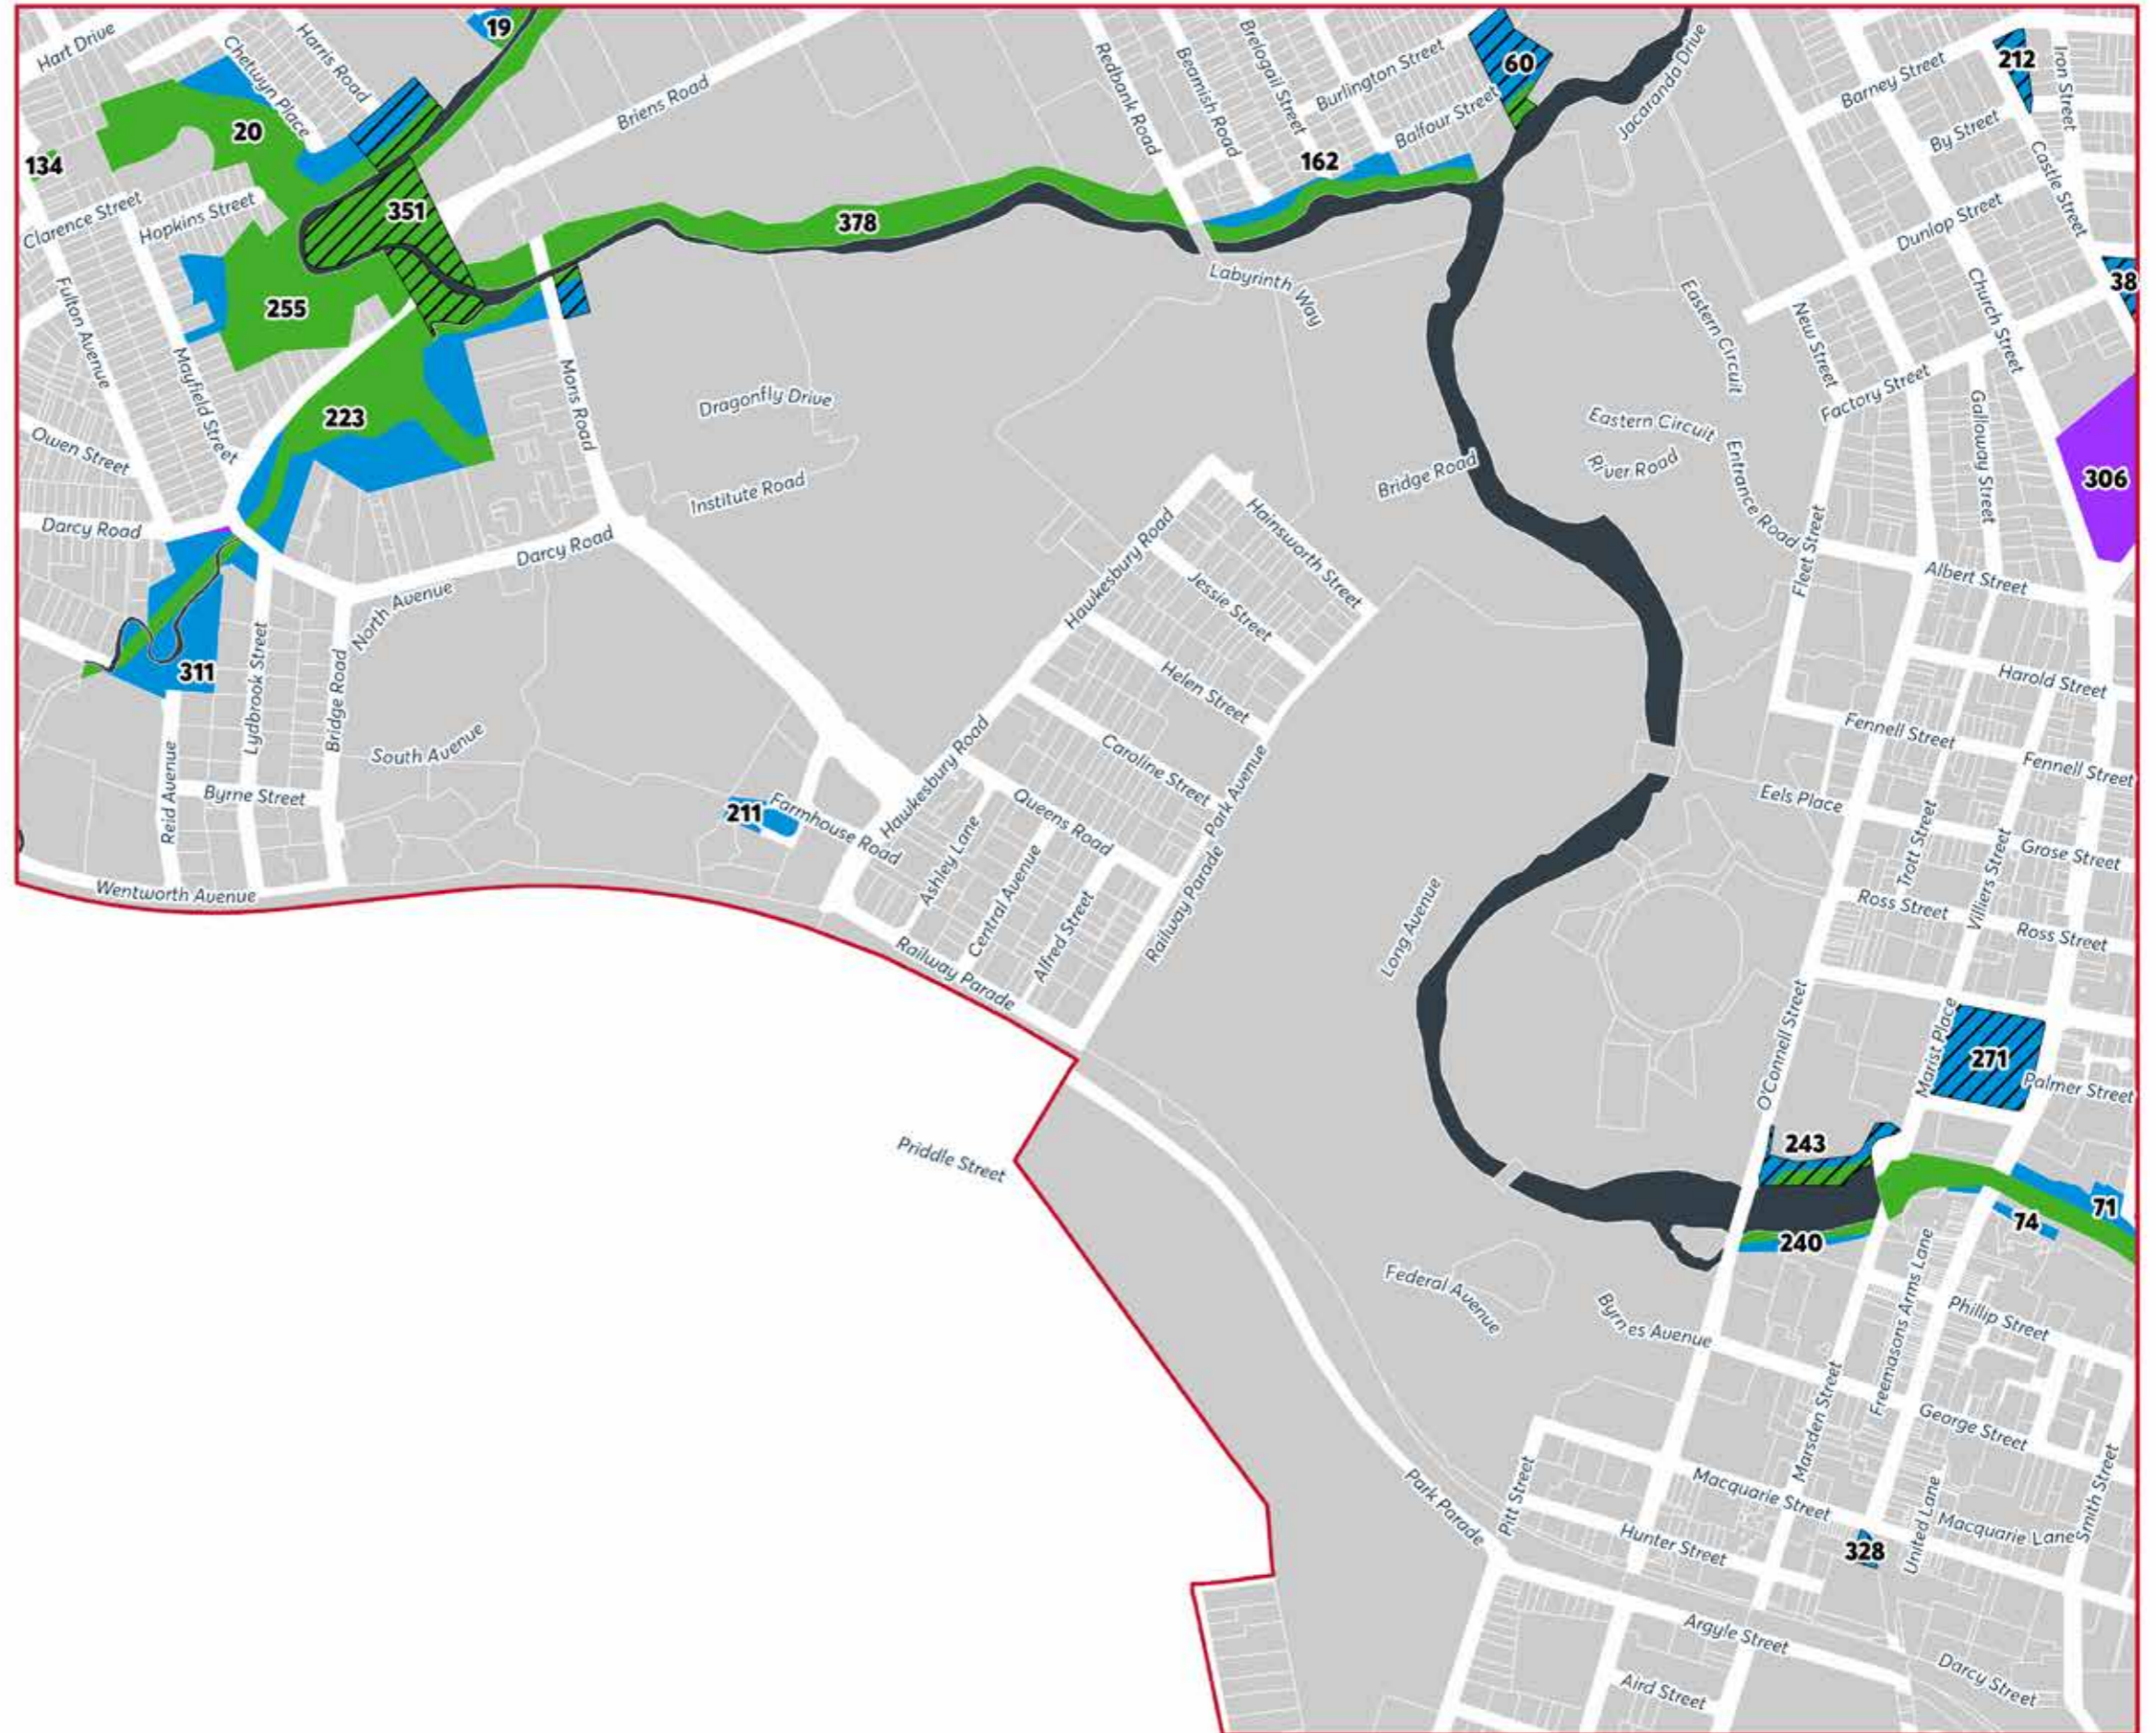 19
60
212
Hart Drive
Harris Road
Chetwyn Place
20
Briens Road
Redbank Road
Beamish Road
Brelogail Street
Burlington Street
Balfour Street
Jacaranda Drive
Barney Street
Iron Street
By Street
Castle Street
134
162
351
378
Clarence Street
Hopkins Street
Dunlop Street
Labyrinth Way
38
255
Fulton Avenue
Mayfield Street
Eastern Circuit
New Street
Church Street
Factory Street
Mons Road
Dragonfly Drive
223
Eastern Circuit
Galloway Street
Owen Street
Bridge Road
River Road
Entrance Road
306
Institute Road
Darcy Road
Darcy Road
Hawkesbury Road
Hainsworth Street
Fleet Street
Albert Street
North Avenue
Jessie Street
311
Lydbrook Street
Bridge Road
Helen Street
Harold Street
South Avenue
Caroline Street
Fennell Street
Fennell Street
Reid Avenue
Byrne Street
211
Farmhouse Road
Hawkesbury Road
Queens Road
Park Avenue
Eels Place
Trott Street
Grose Street
Ashley Lane
Central Avenue
Alfred Street
Railway Parade
Villiers Street
Ross Street
Ross Street
Wentworth Avenue
Long Avenue
Railway Parade
O'Connell Street
Marist Place
271
Palmer Street
Priddle Street
243
71
74
240
Federal Avenue
Byrnes Avenue
Freemasons Arms Lane
Phillip Street
Marsden Street
George Street
Park Parade
Pitt Street
Macquarie Street
Hunter Street
328
United Lane
Macquarie Lane
Smith Street
Argyle Street
Aird Street
Darcy Street